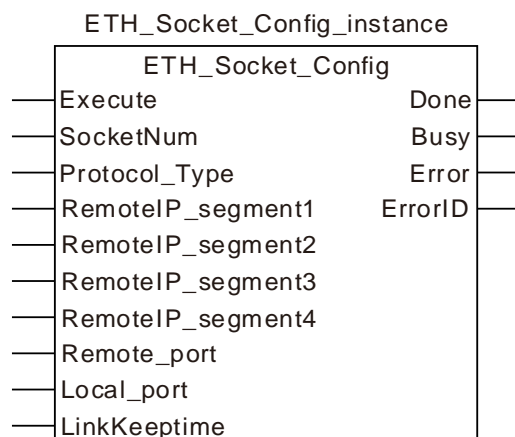 ETH_Socket_Config_instance
ETH_Socket_Config
Execute Done
SocketNum Busy
Protocol_Type Error
RemoteIP_segment1 ErrorID
RemoteIP_segment2
RemoteIP_segment3
RemoteIP_segment4
Remote_port
Local_port
LinkKeeptime